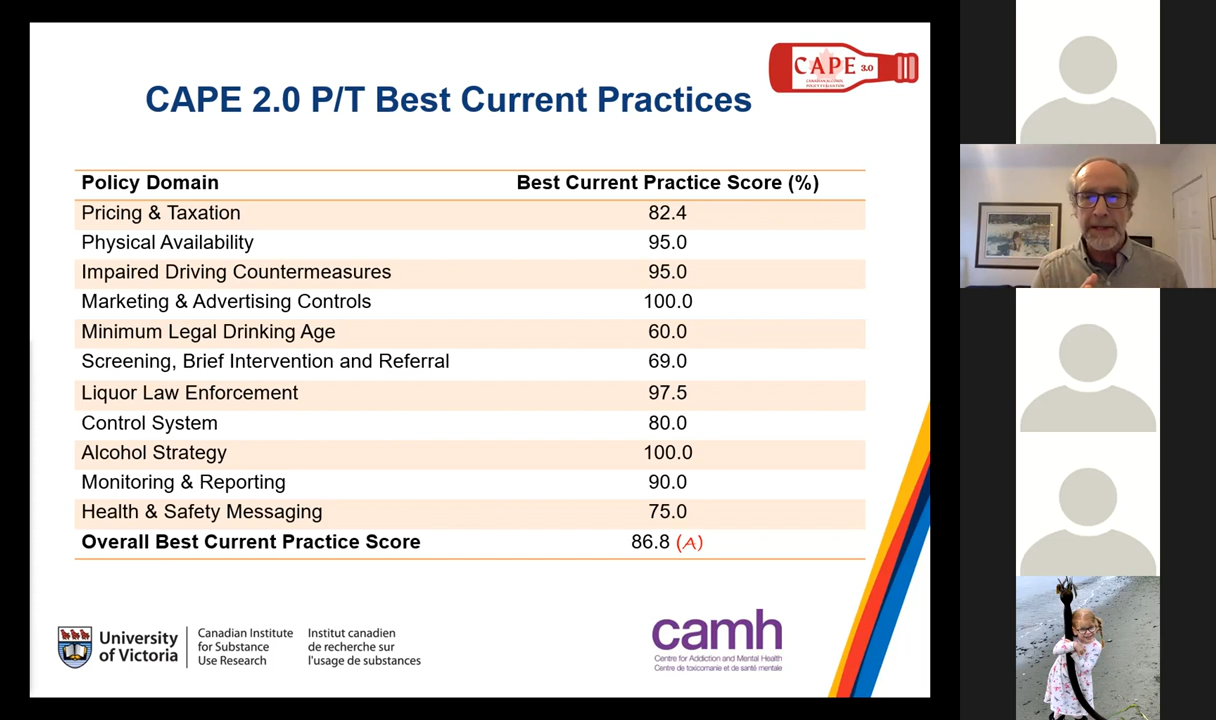 CAPE 3.0
CANADIAN ALCOHOL
POLICY EVALUATION
CAPE 2.0 P/T Best Current Practices
Policy Domain Best Current Practice Score (%)
Pricing & Taxation 82.4
Physical Availability 95.0
Impaired Driving Countermeasures 95.0
Marketing & Advertising Controls 100.0
Minimum Legal Drinking Age 60.0
Screening, Brief Intervention and Referral 69.0
Liquor Law Enforcement 97.5
Control System 80.0
Alcohol Strategy 100.0
Monitoring & Reporting 90.0
Health & Safety Messaging 75.0
Overall Best Current Practice Score 86.8 (A)
University
of Victoria
Canadian Institute
for Substance
Use Research
Institut canadien
de recherche sur
l'usage de substances
camh
Centre for Addiction and Mental Health
Centre de toxicomanie et de santé mentale